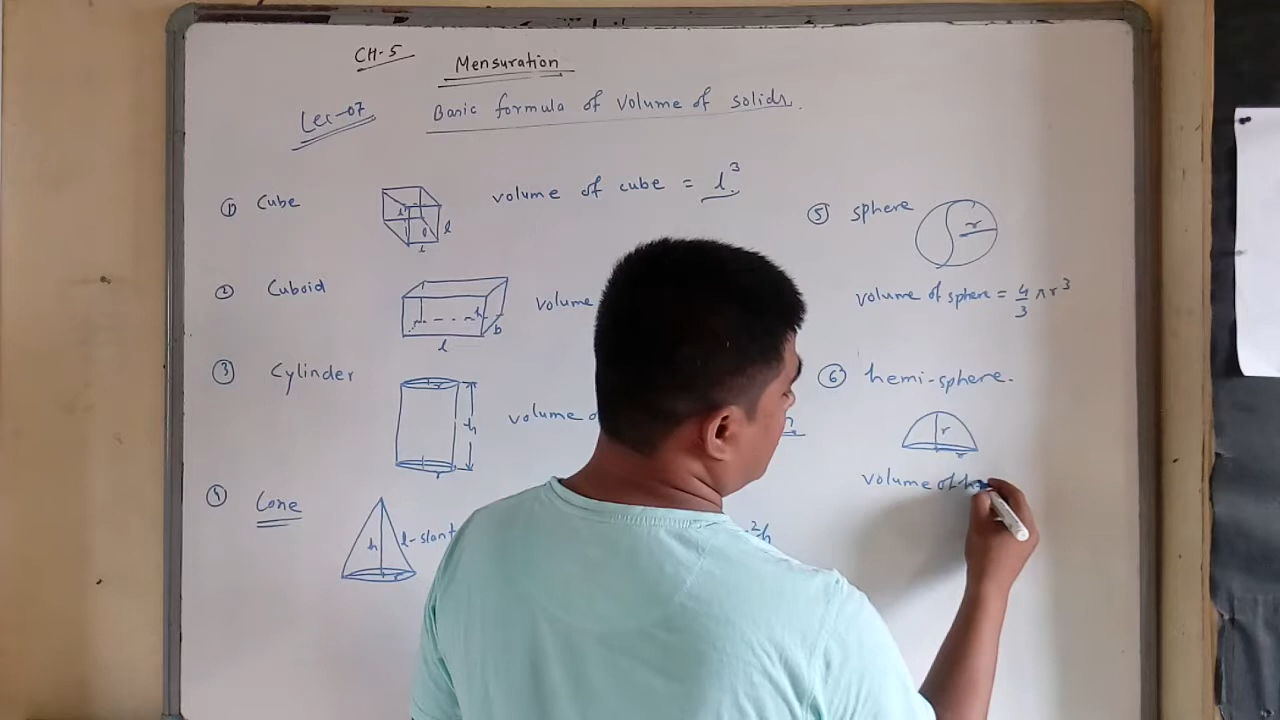 CH-5
Mensuration
Lec-07
Basic formula of Volume of solids.
① Cube
l
l
l
volume of cube = l³
② Cuboid
h
b
l
volume
③ Cylinder
h
r
volume o
④ Cone
h
l-slant
r
²h
⑤ sphere
r
volume of sphere = 4/3 πr³
⑥ hemi-sphere.
r
r
volume of h